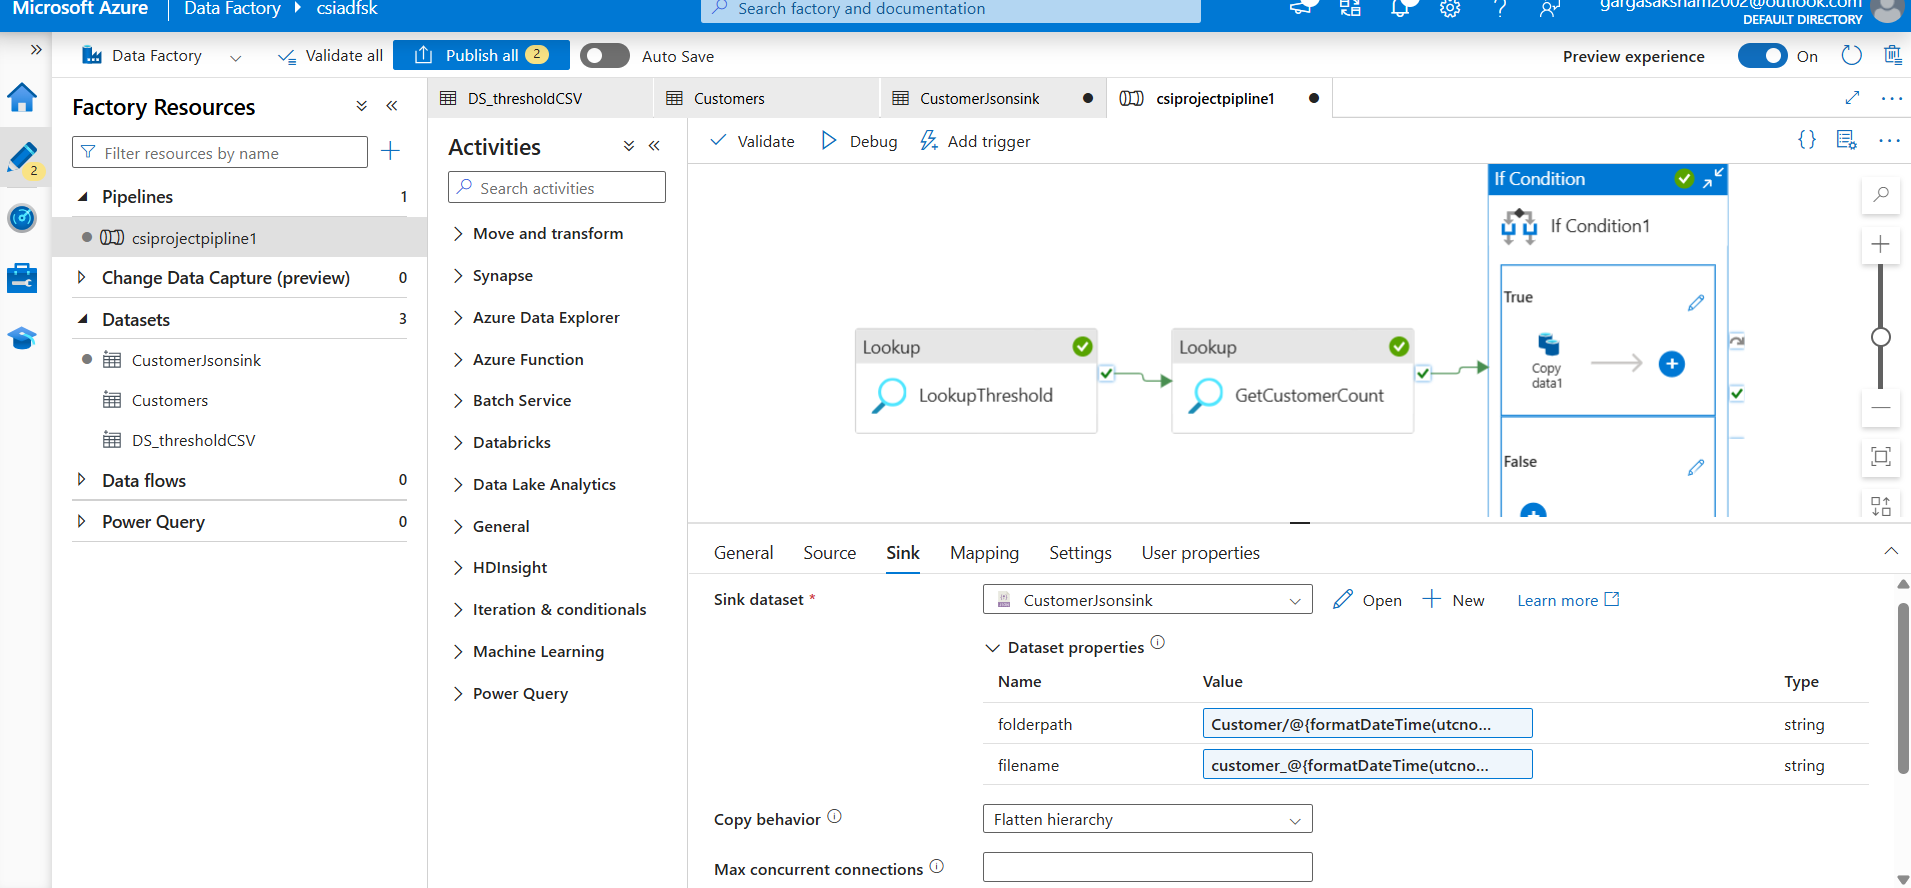 Microsoft Azure
Data Factory
csiadfsk
Search factory and documentation
gargasaksham2002@outlook.com
DEFAULT DIRECTORY
Data Factory
Validate all
Publish all
2
Auto Save
Preview experience
On
2
Factory Resources
Filter resources by name
Pipelines 1
csiprojectpipline1
Change Data Capture (preview) 0
Datasets 3
CustomerJsonsink
Customers
DS_thresholdCSV
Data flows 0
Power Query 0
DS_thresholdCSV
Customers
CustomerJsonsink
csiprojectpipline1
Activities
Search activities
Move and transform
Synapse
Azure Data Explorer
Azure Function
Batch Service
Databricks
Data Lake Analytics
General
HDInsight
Iteration & conditionals
Machine Learning
Power Query
Validate
Debug
Add trigger
Lookup
LookupThreshold
Lookup
GetCustomerCount
If Condition
If Condition1
True
Copy
data1
False
General
Source
Sink
Mapping
Settings
User properties
Sink dataset *
CustomerJsonsink
Open
New
Learn more
Dataset properties
Name Value Type
folderpath Customer/@{formatDateTime(utcno... string
filename customer_@{formatDateTime(utcno... string
Copy behavior
Flatten hierarchy
Max concurrent connections